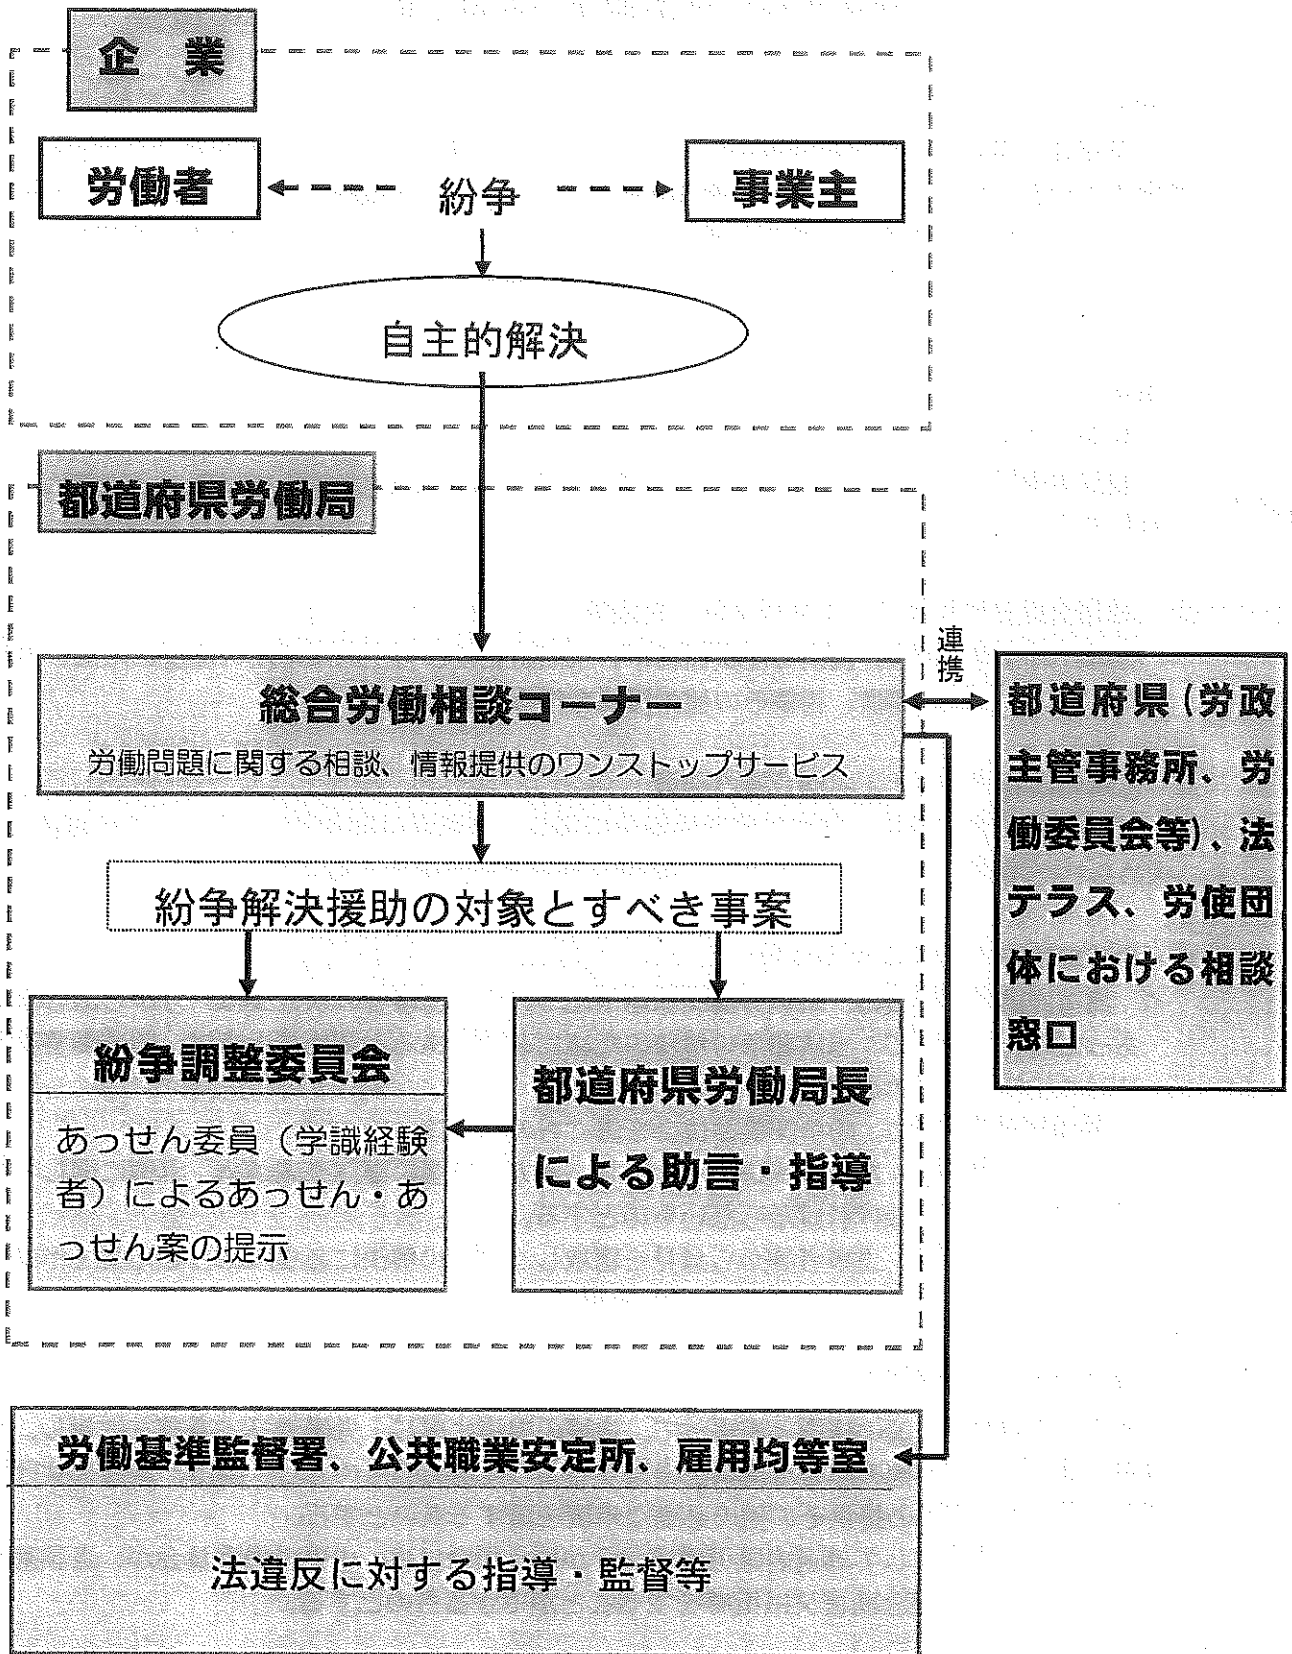 企　業
労働者
紛争
事業主
自主的解決
都道府県労働局
総合労働相談コーナー
労働問題に関する相談、情報提供のワンストップサービス
連携
都道府県（労政
主管事務所、労
働委員会等）、法
テラス、労使団
体における相談
窓口
紛争解決援助の対象とすべき事案
紛争調整委員会
あっせん委員（学識経験
者）によるあっせん・あ
っせん案の提示
都道府県労働局長
による助言・指導
労働基準監督署、公共職業安定所、雇用均等室
法違反に対する指導・監督等